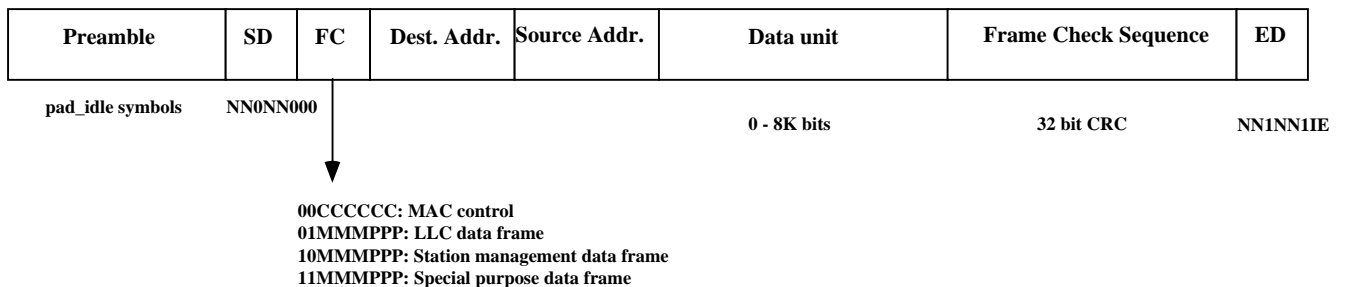 Preamble SD FC Dest. Addr. Source Addr. Data unit Frame Check Sequence ED
pad_idle symbols NN0NN000 0 - 8K bits 32 bit CRC NN1NN1IE
00CCCCCC: MAC control
01MMMPPP: LLC data frame
10MMMPPP: Station management data frame
11MMMPPP: Special purpose data frame